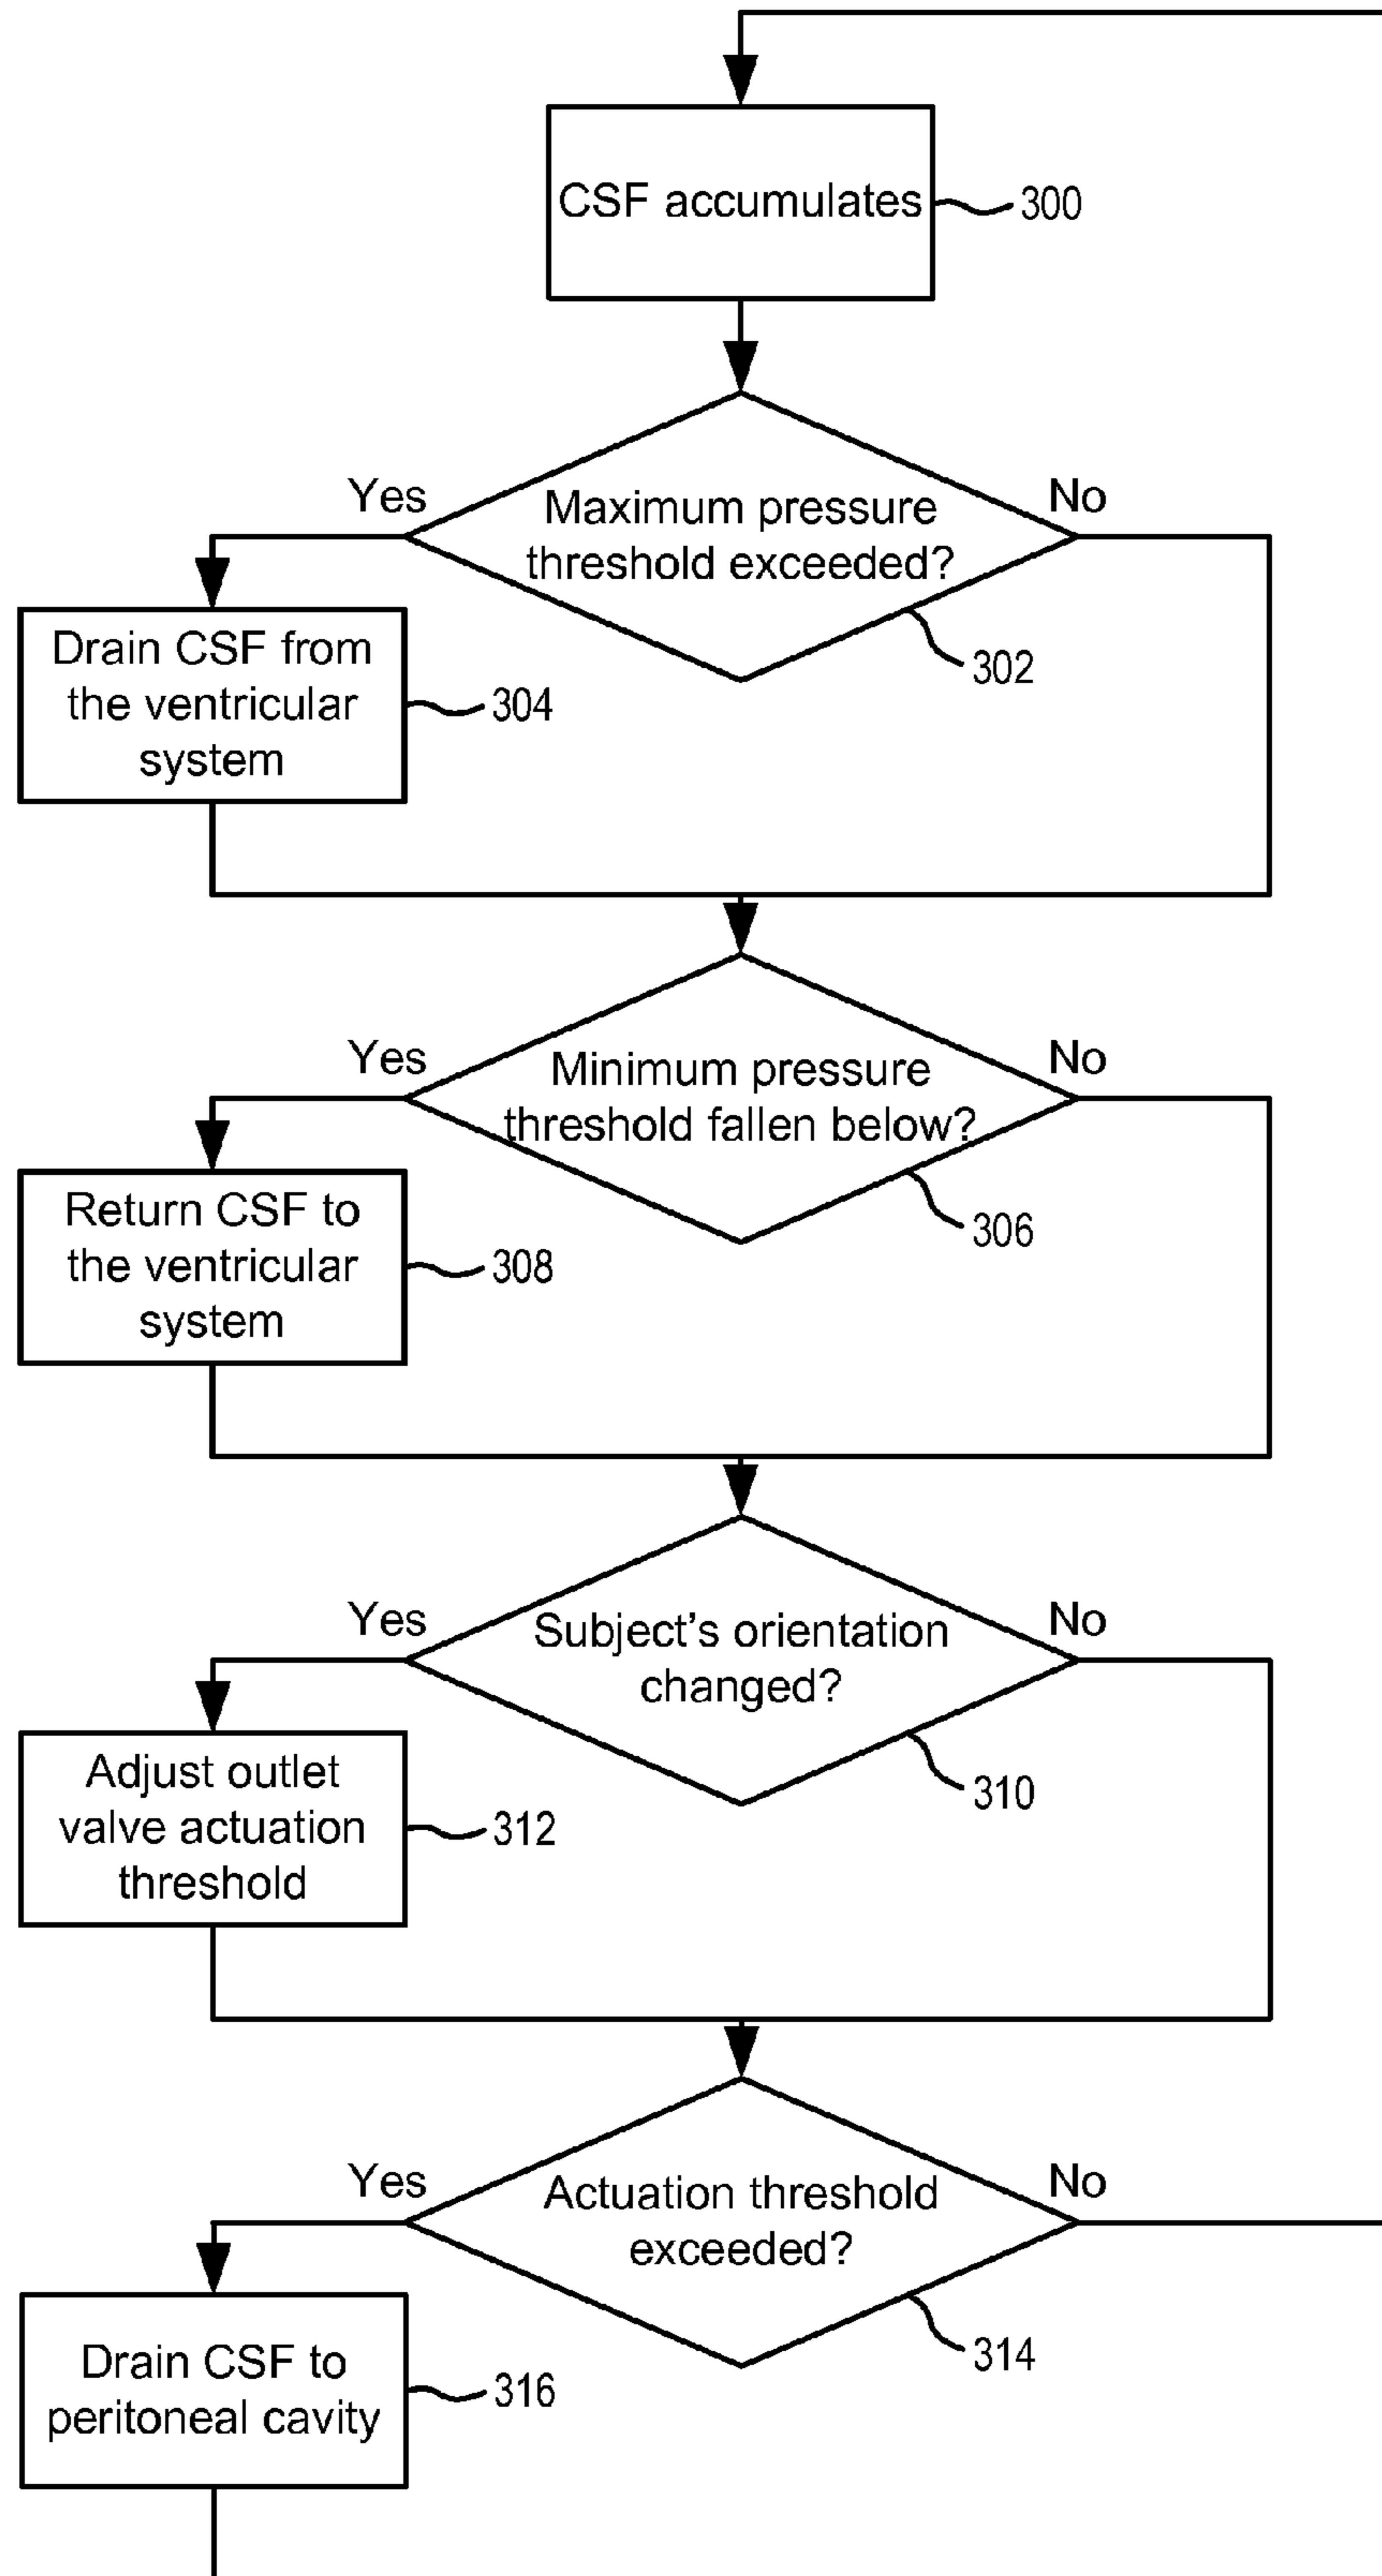 CSF accumulates
300
Yes
No
Maximum pressure
threshold exceeded?
302
Drain CSF from
the ventricular
system
304
Yes
No
Minimum pressure
threshold fallen below?
306
Return CSF to
the ventricular
system
308
Yes
No
Subject's orientation
changed?
310
Adjust outlet
valve actuation
threshold
312
Yes
No
Actuation threshold
exceeded?
314
Drain CSF to
peritoneal cavity
316